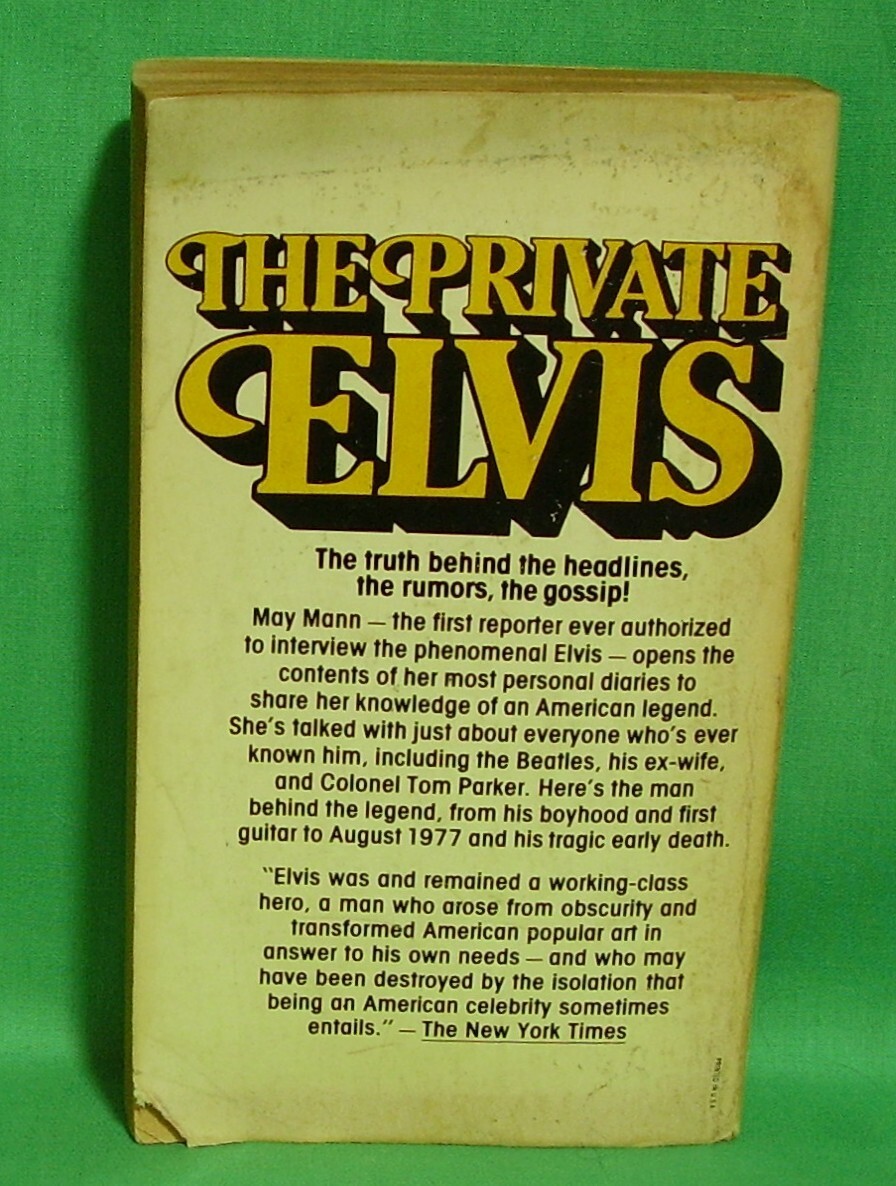 THE PRIVATE
ELVIS
The truth behind the headlines,
the rumors, the gossip!
May Mann — the first reporter ever authorized
to interview the phenomenal Elvis — opens the
contents of her most personal diaries to
share her knowledge of an American legend.
She's talked with just about everyone who's ever
known him, including the Beatles, his ex-wife,
and Colonel Tom Parker. Here's the man
behind the legend, from his boyhood and first
guitar to August 1977 and his tragic early death.
"Elvis was and remained a working-class
hero, a man who arose from obscurity and
transformed American popular art in
answer to his own needs — and who may
have been destroyed by the isolation that
being an American celebrity sometimes
entails." — The New York Times
PRINTED IN U.S.A.